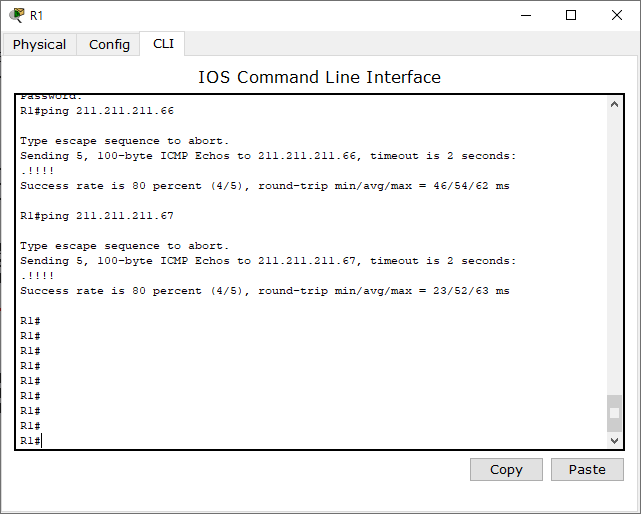 R1
Physical Config CLI
IOS Command Line Interface
Password:
R1#ping 211.211.211.66
Type escape sequence to abort.
Sending 5, 100-byte ICMP Echos to 211.211.211.66, timeout is 2 seconds:
.!!!!
Success rate is 80 percent (4/5), round-trip min/avg/max = 46/54/62 ms
R1#ping 211.211.211.67
Type escape sequence to abort.
Sending 5, 100-byte ICMP Echos to 211.211.211.67, timeout is 2 seconds:
.!!!!
Success rate is 80 percent (4/5), round-trip min/avg/max = 23/52/63 ms
R1#
R1#
R1#
R1#
R1#
R1#
R1#
R1#
R1#
Copy Paste